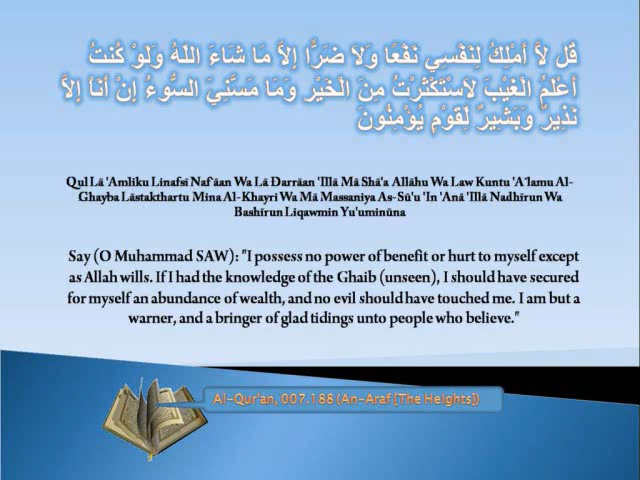 قُل لاَّ أَمْلِكُ لِنَفْسِي نَفْعًا وَلاَ ضَرًّا إِلاَّ مَا شَاءَ اللّهُ وَلَوْ كُنتُ
أَعْلَمُ الْغَيْبَ لاَسْتَكْثَرْتُ مِنَ الْخَيْرِ وَمَا مَسَّنِيَ السُّوءُ إِنْ أَنَاْ إِلاَّ
نَذِيرٌ وَبَشِيرٌ لِّقَوْمٍ يُؤْمِنُونَ
Qul Lā 'Amliku Linafsī Naf`āan Wa Lā Đarrāan 'Illā Mā Shā'a Allāhu Wa Law Kuntu 'A`lamu Al-
Ghayba Lāstakthartu Mina Al-Khayri Wa Mā Massaniya As-Sū'u 'In 'Anā 'Illā Nadhīrun Wa
Bashīrun Liqawmin Yu'uminūna
Say (O Muhammad SAW): "I possess no power of benefit or hurt to myself except
as Allah wills. If I had the knowledge of the Ghaib (unseen), I should have secured
for myself an abundance of wealth, and no evil should have touched me. I am but a
warner, and a bringer of glad tidings unto people who believe."
Al-Qur'an, 007.188 (An-Araf [The Heights])